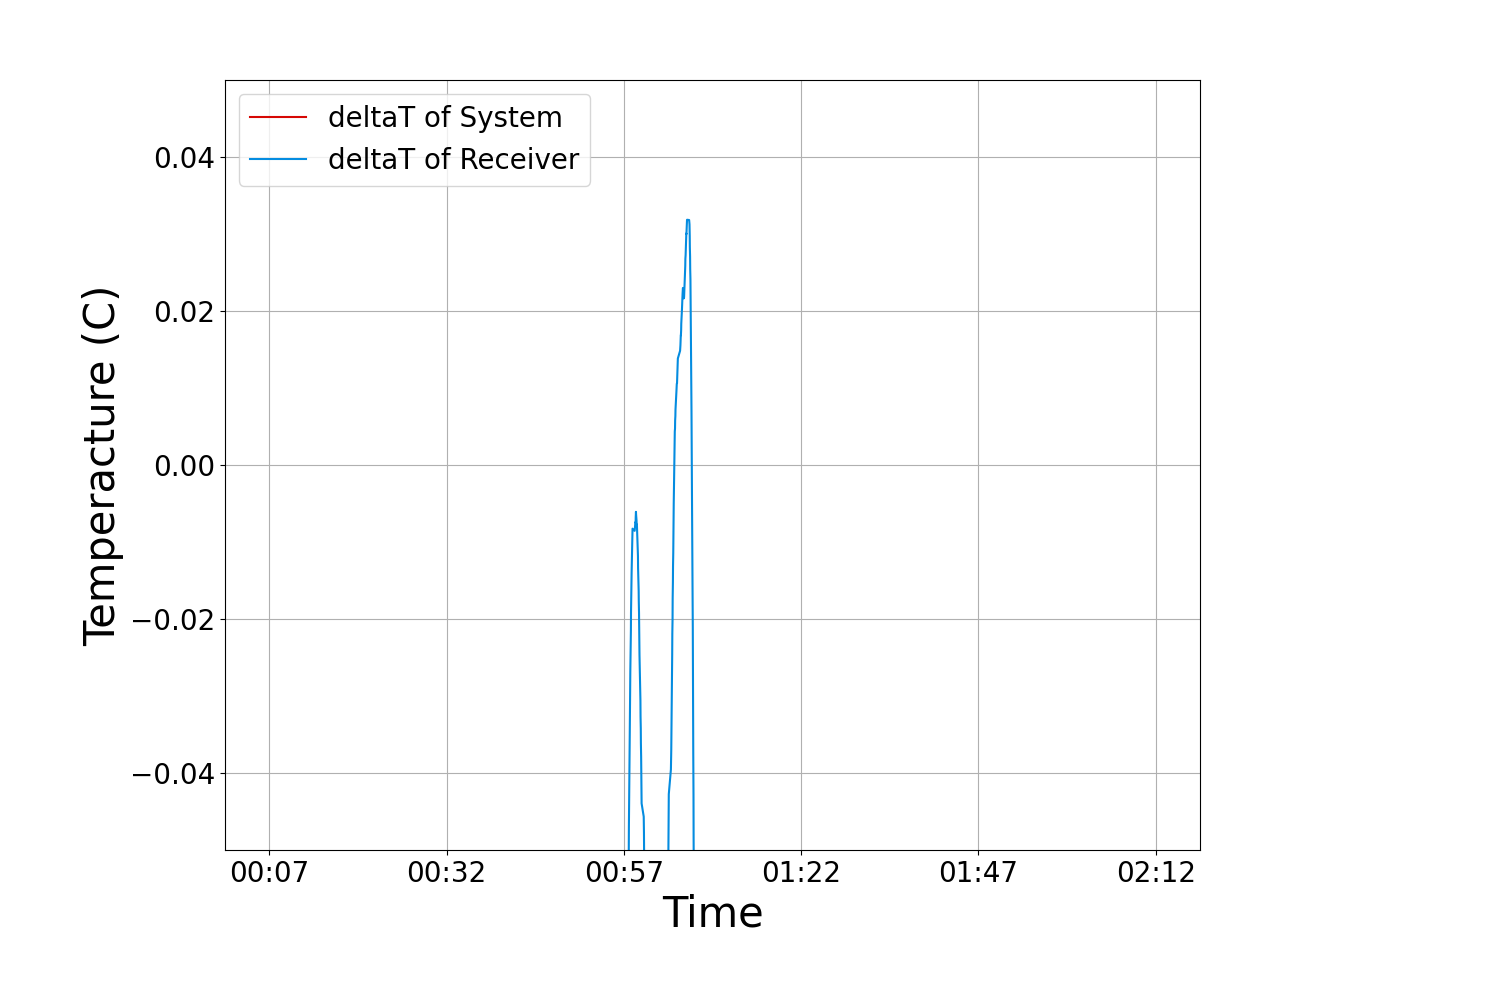 deltaT of System
deltaT of Receiver
0.04
0.02
0.00
−0.02
−0.04
Temperacture (C)
00:07 00:32 00:57 01:22 01:47 02:12
Time